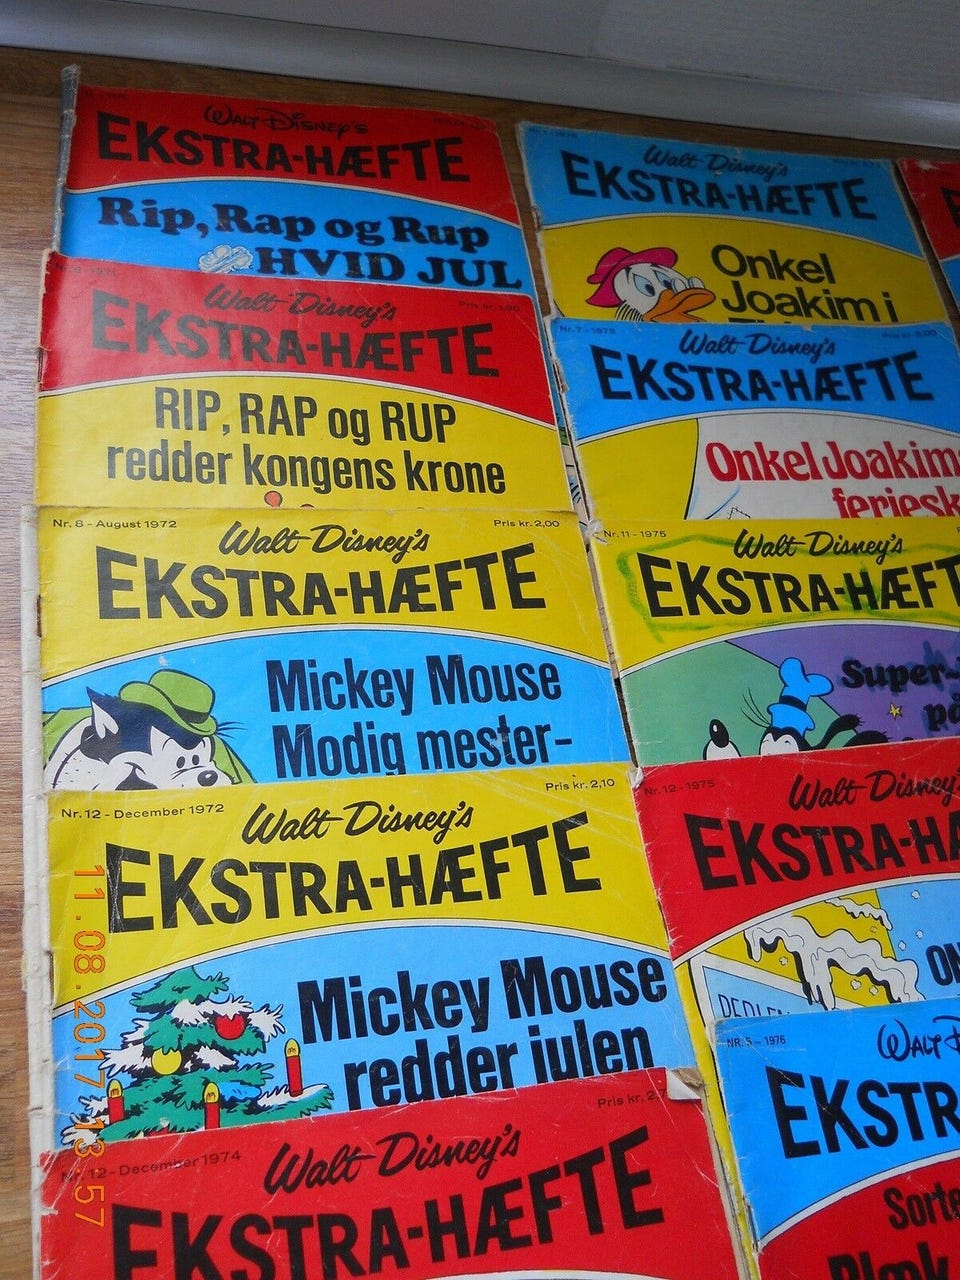 Walt Disney's
EKSTRA-HÆFTE
Rip, Rap og Rup
HVID JUL
Walt Disney's
EKSTRA-HÆFTE
RIP, RAP og RUP
redder kongens krone
Nr. 8 - August 1972
Pris kr. 2,00
Walt Disney's
EKSTRA-HÆFTE
Mickey Mouse
Modig mester-
Nr. 12 - December 1972
Pris kr. 2,10
Walt Disney's
EKSTRA-HÆFTE
Mickey Mouse
redder julen
Nr. 12 - December 1974
Pris kr. 2,7
Walt Disney's
EKSTRA-HÆFTE
Walt Disney's
EKSTRA-HÆFTE
Onkel
Joakim i
Nr. 7 - 1975
Walt Disney's
EKSTRA-HÆFTE
Onkel Joakim
feriesk
Nr. 11 - 1975
Walt Disney's
EKSTRA-HÆFT
Super-
på
Nr. 12 - 1975
Walt Disney's
EKSTRA-HÆ
ON
NR. 5 - 1976
Walt D
EKSTR
Sorte
11·08·2017 13:57